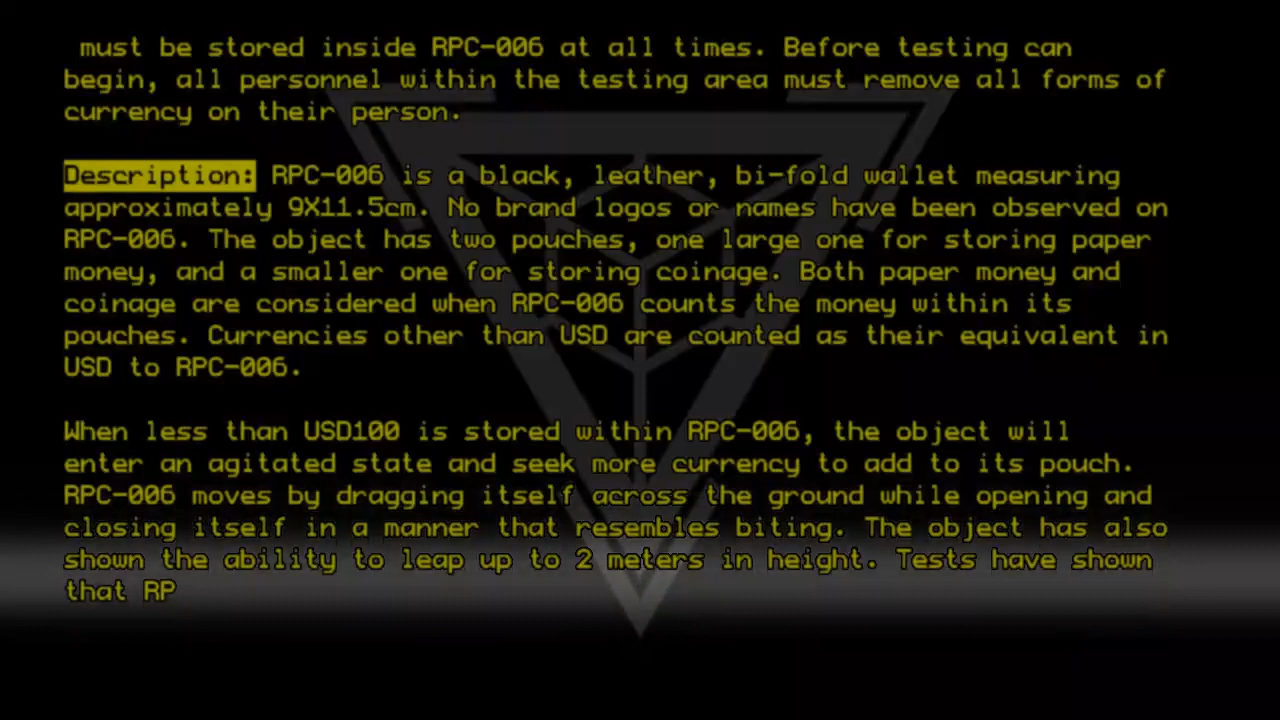 must be stored inside RPC-006 at all times. Before testing can
begin, all personnel within the testing area must remove all forms of
currency on their person.
Description: RPC-006 is a black, leather, bi-fold wallet measuring
approximately 9X11.5cm. No brand logos or names have been observed on
RPC-006. The object has two pouches, one large one for storing paper
money, and a smaller one for storing coinage. Both paper money and
coinage are considered when RPC-006 counts the money within its
pouches. Currencies other than USD are counted as their equivalent in
USD to RPC-006.
When less than USD100 is stored within RPC-006, the object will
enter an agitated state and seek more currency to add to its pouch.
RPC-006 moves by dragging itself across the ground while opening and
closing itself in a manner that resembles biting. The object has also
shown the ability to leap up to 2 meters in height. Tests have shown
that RP